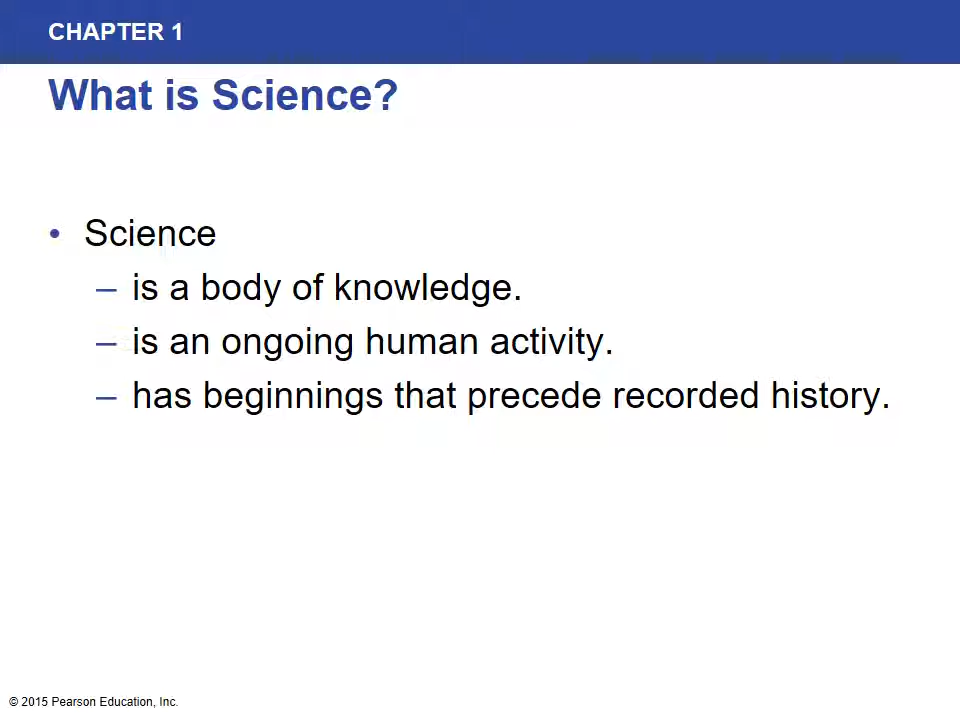 CHAPTER 1
What is Science?
• Science
– is a body of knowledge.
– is an ongoing human activity.
– has beginnings that precede recorded history.
© 2015 Pearson Education, Inc.